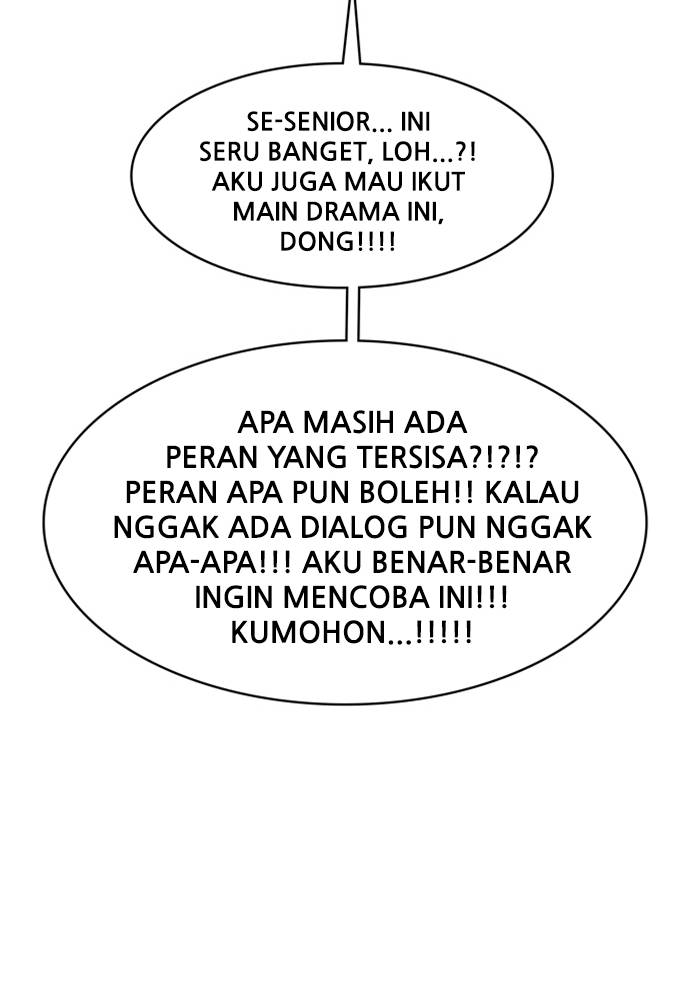 SE-SENIOR... INI
SERU BANGET, LOH...?!
AKU JUGA MAU IKUT
MAIN DRAMA INI,
DONG!!!!
APA MASIH ADA
PERAN YANG TERSISA?!?!?
PERAN APA PUN BOLEH!! KALAU
NGGAK ADA DIALOG PUN NGGAK
APA-APA!!! AKU BENAR-BENAR
INGIN MENCOBA INI!!!
KUMOHON...!!!!!